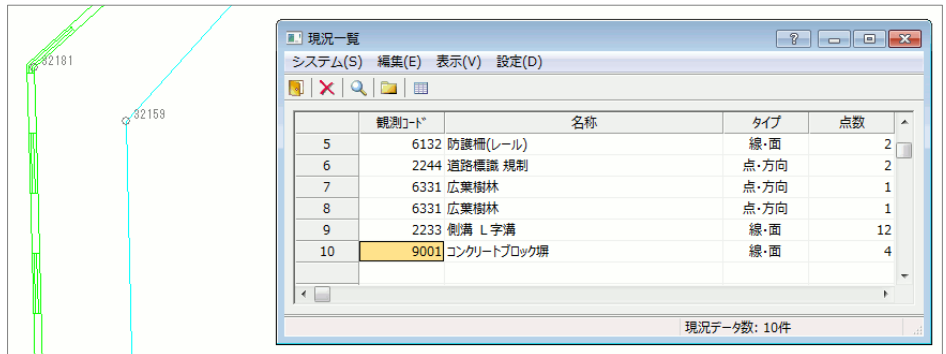 32181
32159
現況一覧
システム(S) 編集(E) 表示(V) 設定(D)
観測ｺｰﾄﾞ 名称 ﾀｲﾌﾟ 点数
5 6132 防護柵(レール) 線・面 2
6 2244 道路標識 規制 点・方向 2
7 6331 広葉樹林 点・方向 1
8 6331 広葉樹林 点・方向 1
9 2233 側溝 Ｌ字溝 線・面 12
10 9001 コンクリートブロック塀 線・面 4
現況データ数: 10件